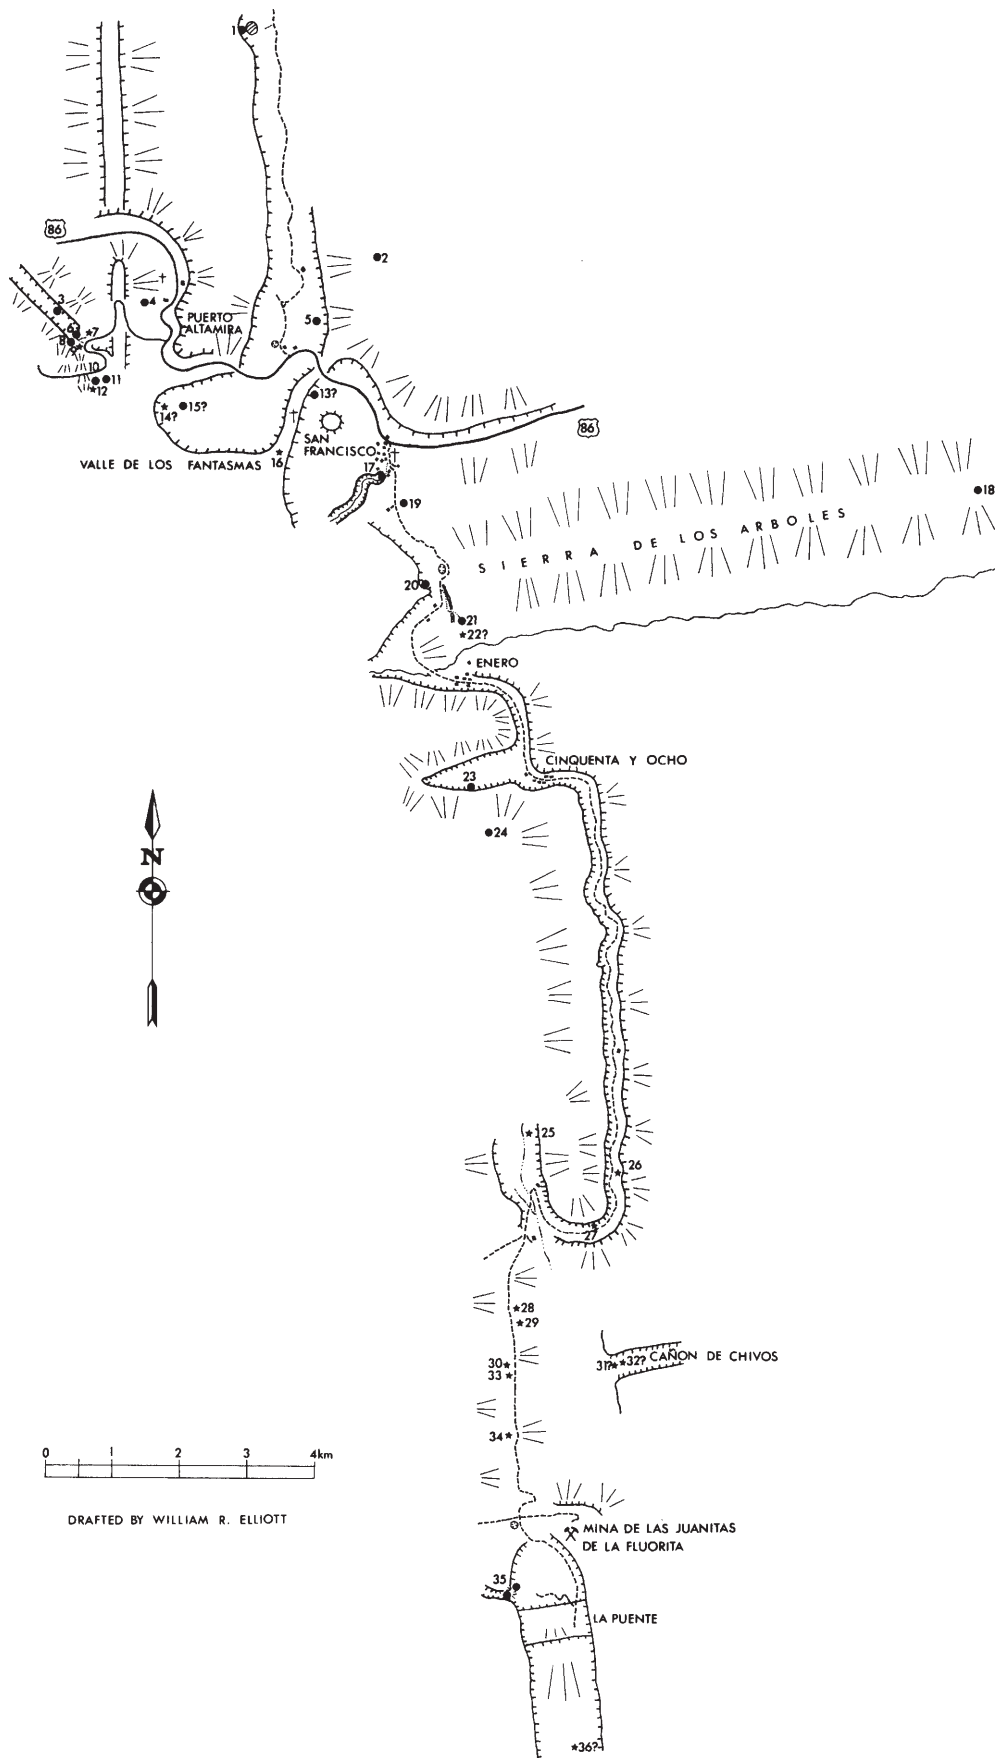 1
86
2
3
4
PUERTO
ALTAMIRA
5
7
8
9
10
11
12
13?
14?
15?
SAN
FRANCISCO
86
VALLE DE LOS FANTASMAS
16
17
18
19
SIERRA DE LOS ARBOLES
20
21
22?
ENERO
CINQUENTA Y OCHO
23
24
N
25
26
27
28
29
30
31?
32?
CAÑON DE CHIVOS
33
34
0 1 2 3 4km
DRAFTED BY WILLIAM R. ELLIOTT
MINA DE LAS JUANITAS
DE LA FLUORITA
35
LA PUENTE
36?